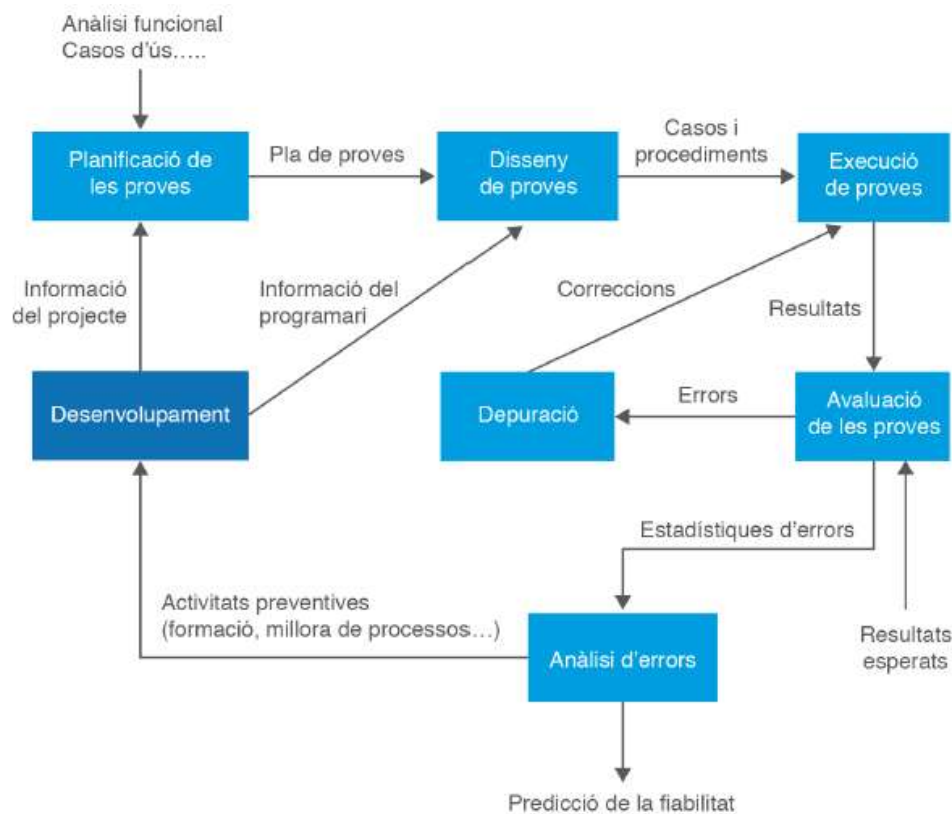 Anàlisi funcional
Casos d'ús.....
Planificació de
les proves
Pla de proves
Disseny
de proves
Casos i
procediments
Execució
de proves
Informació
del projecte
Informació del
programari
Correccions
Resultats
Desenvolupament
Depuració
Errors
Avaluació
de les proves
Estadístiques d'errors
Activitats preventives
(formació, millora de processos...)
Anàlisi d'errors
Resultats
esperats
Predicció de la fiabilitat